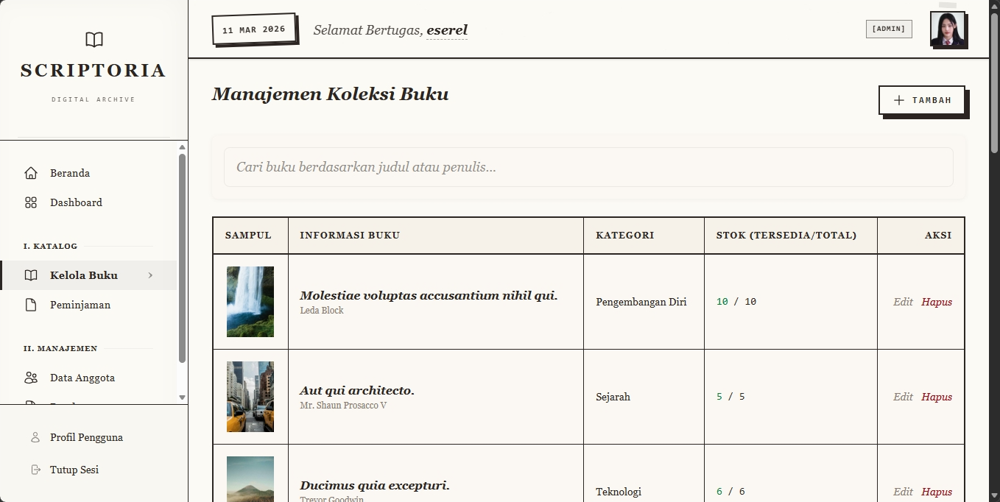 SCRIPTORIA
DIGITAL ARCHIVE
Beranda
Dashboard
I. KATALOG
Kelola Buku
Peminjaman
II. MANAJEMEN
Data Anggota
Profil Pengguna
Tutup Sesi
11 MAR 2026
Selamat Bertugas, eserel
[ADMIN]
Manajemen Koleksi Buku
TAMBAH
Cari buku berdasarkan judul atau penulis...
SAMPUL INFORMASI BUKU KATEGORI STOK (TERSEDIA/TOTAL) AKSI
Molestiae voluptas accusantium nihil qui.
Leda Block
Pengembangan Diri
10 / 10
Edit Hapus
Aut qui architecto.
Mr. Shaun Prosacco V
Sejarah
5 / 5
Edit Hapus
Ducimus quia excepturi.
Trevor Goodwin
Teknologi
6 / 6
Edit Hapus